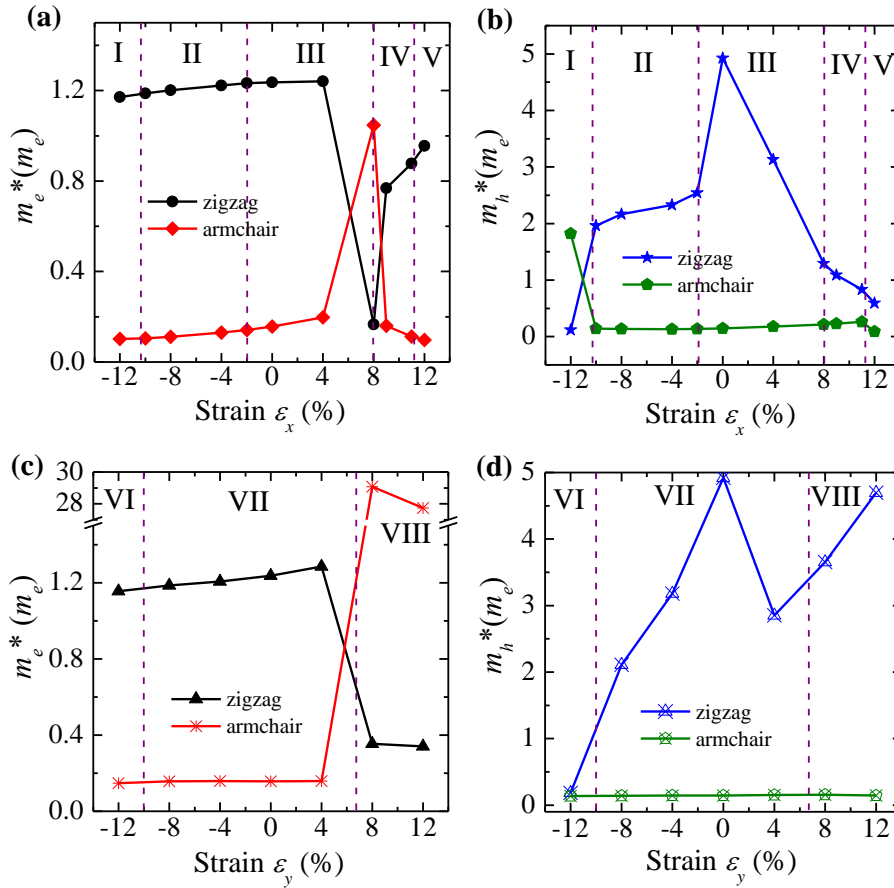 (a)
I II III IV V
1.2
0.8
0.4
0.0
m_e*(m_e)
zigzag
armchair
-12 -8 -4 0 4 8 12
Strain ε_x (%)
(b)
I II III IV V
5
4
3
2
1
0
m_h*(m_e)
zigzag
armchair
-12 -8 -4 0 4 8 12
Strain ε_x (%)
(c)
VI VII VIII
30
28
1.2
0.8
0.4
0.0
m_e*(m_e)
zigzag
armchair
-12 -8 -4 0 4 8 12
Strain ε_y (%)
(d)
VI VII VIII
5
4
3
2
1
0
m_h*(m_e)
zigzag
armchair
-12 -8 -4 0 4 8 12
Strain ε_y (%)